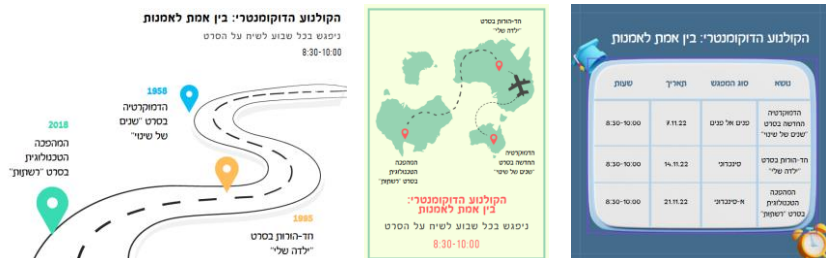 הקולנוע הדוקומנטרי: בין אמת לאמנות
ניפגש בכל שבוע לשיח על הסרט
8:30-10:00
1958
הדמוקרטיה
בסרט "שנים
של שינוי"
2018
המהפכה
הטכנולוגית
בסרט "רשתות"
1995
חד-הורות בסרט
"ילדה שלי"
חד-הורות בסרט
"ילדה שלי"
הדמוקרטיה
החדשה בסרט
"שנים של שינוי"
המהפכה
הטכנולוגית
בסרט "רשתות"
הקולנוע הדוקומנטרי:
בין אמת לאמנות
ניפגש בכל שבוע לשיח על הסרט
8:30-10:00
הקולנוע הדוקומנטרי: בין אמת לאמנות
נושא סוג המפגש תאריך שעות
הדמוקרטיה
החדשה בסרט
"שנים של שינוי"
פנים אל פנים 7.11.22 8:30-10:00
חד-הורות בסרט
"ילדה שלי"
סינכרוני 14.11.22 8:30-10:00
המהפכה
הטכנולוגית
בסרט "רשתות"
א-סינכרוני 21.11.22 8:30-10:00